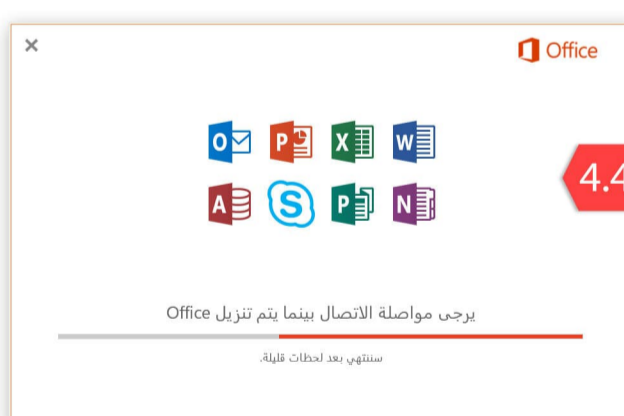 Office
O
P
X
W
A
S
P
N
4.4
يرجى مواصلة الاتصال بينما يتم تنزيل Office
سننتهي بعد لحظات قليلة.